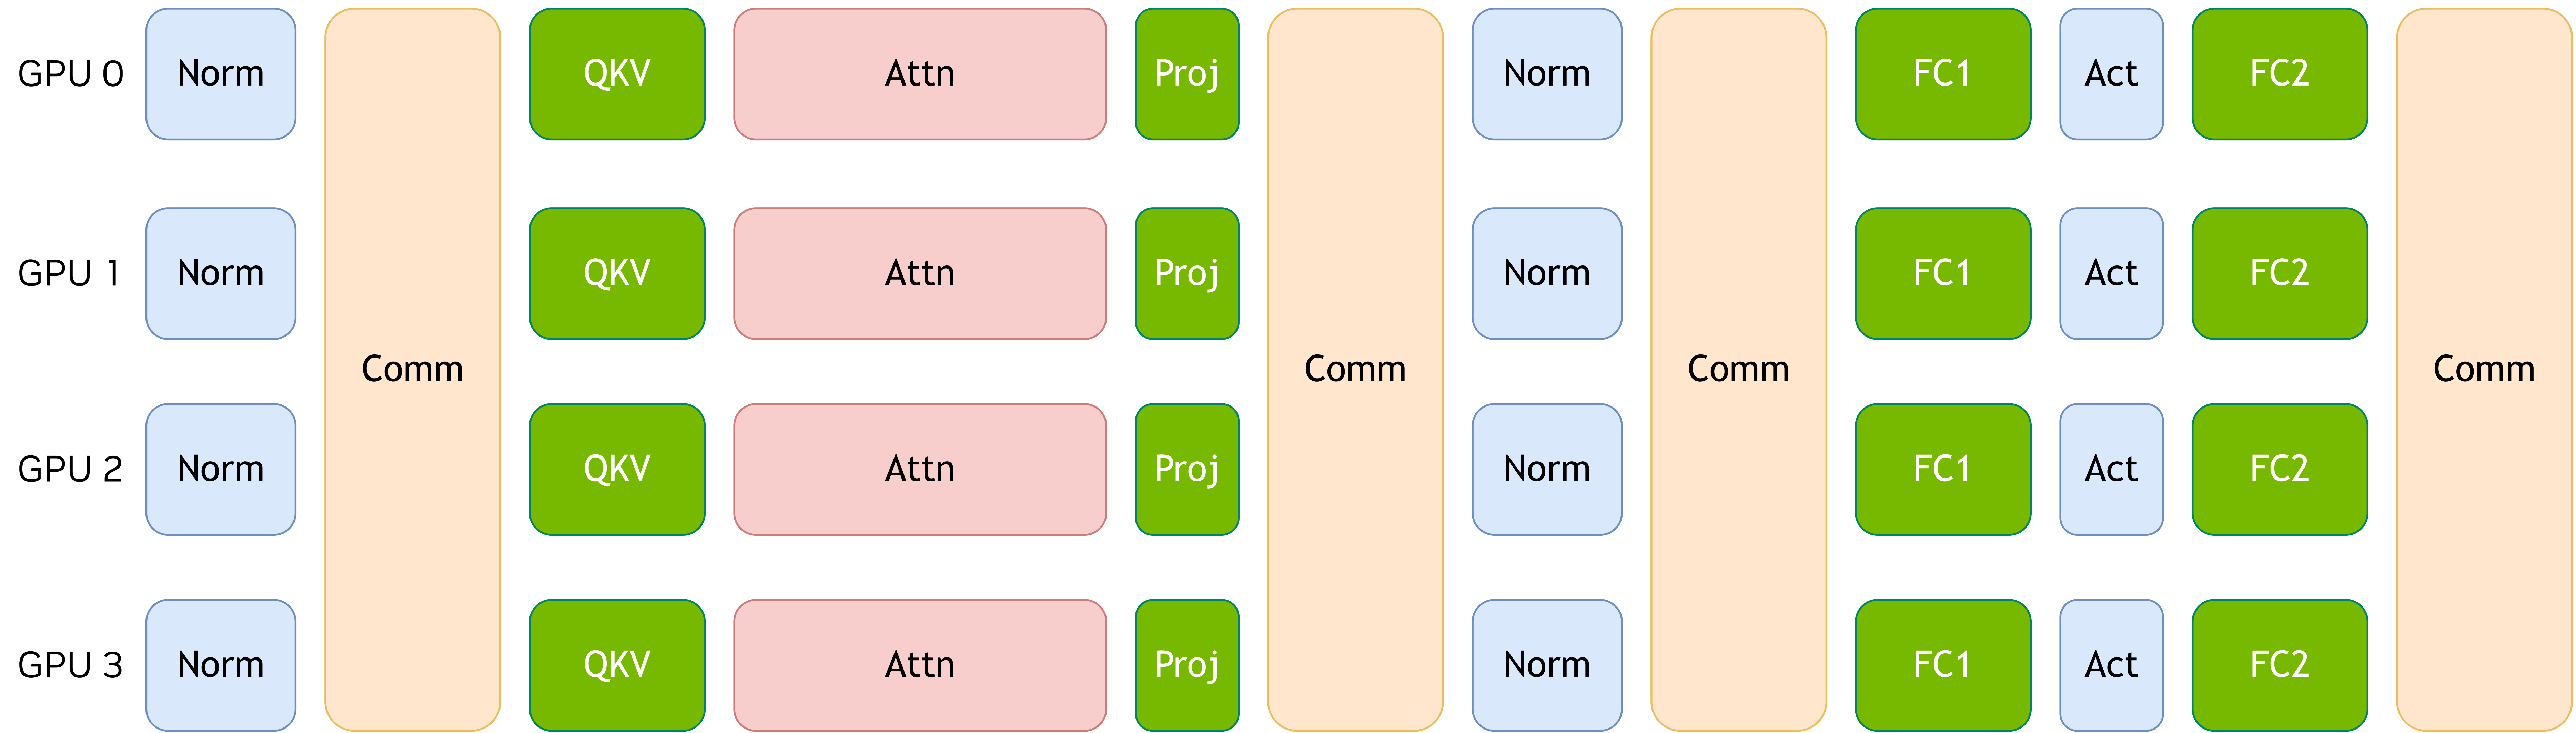 GPU 0 Norm QKV Attn Proj Norm FC1 Act FC2
GPU 1 Norm QKV Attn Proj Norm FC1 Act FC2
Comm Comm Comm Comm
GPU 2 Norm QKV Attn Proj Norm FC1 Act FC2
GPU 3 Norm QKV Attn Proj Norm FC1 Act FC2